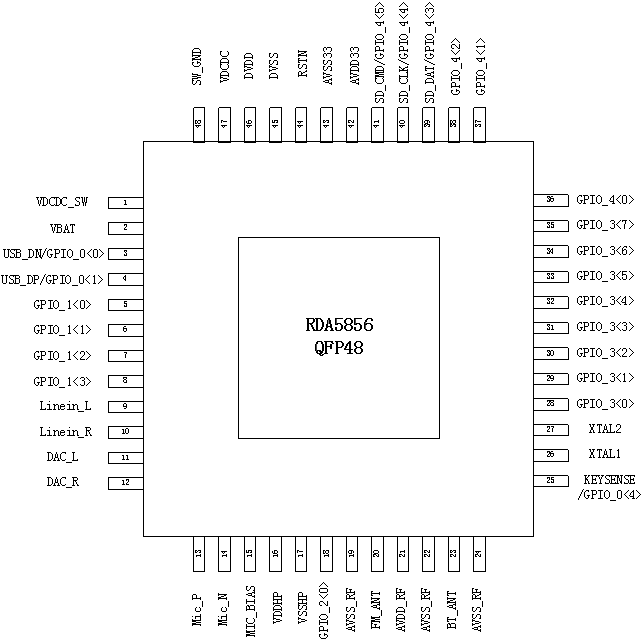 SW_GND
VDCDC
DVDD
DVSS
RSTN
AVSS33
AVDD33
SD_CMD/GPIO_4<5>
SD_CLK/GPIO_4<4>
SD_DAT/GPIO_4<3>
GPIO_4<2>
GPIO_4<1>
48
47
46
45
44
43
42
41
40
39
38
37
VDCDC_SW 1
VBAT 2
USB_DN/GPIO_0<0> 3
USB_DP/GPIO_0<1> 4
GPIO_1<0> 5
GPIO_1<1> 6
GPIO_1<2> 7
GPIO_1<3> 8
Linein_L 9
Linein_R 10
DAC_L 11
DAC_R 12
RDA5856
QFP48
36 GPIO_4<0>
35 GPIO_3<7>
34 GPIO_3<6>
33 GPIO_3<5>
32 GPIO_3<4>
31 GPIO_3<3>
30 GPIO_3<2>
29 GPIO_3<1>
28 GPIO_3<0>
27 XTAL2
26 XTAL1
25 KEYSENSE
/GPIO_0<4>
13
14
15
16
17
18
19
20
21
22
23
24
Mic_P
Mic_N
MIC_BIAS
VDDHP
VSSHP
GPIO_2<0>
AVSS_RF
FM_ANT
AVDD_RF
AVSS_RF
BT_ANT
AVSS_RF